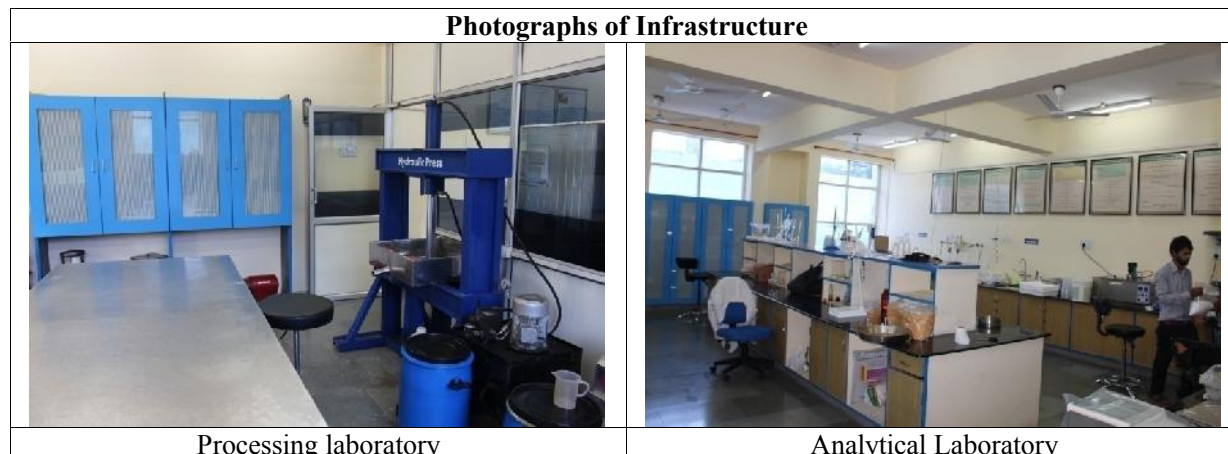 Photographs of Infrastructure
Hydraulic Press
Processing laboratory
Analytical Laboratory